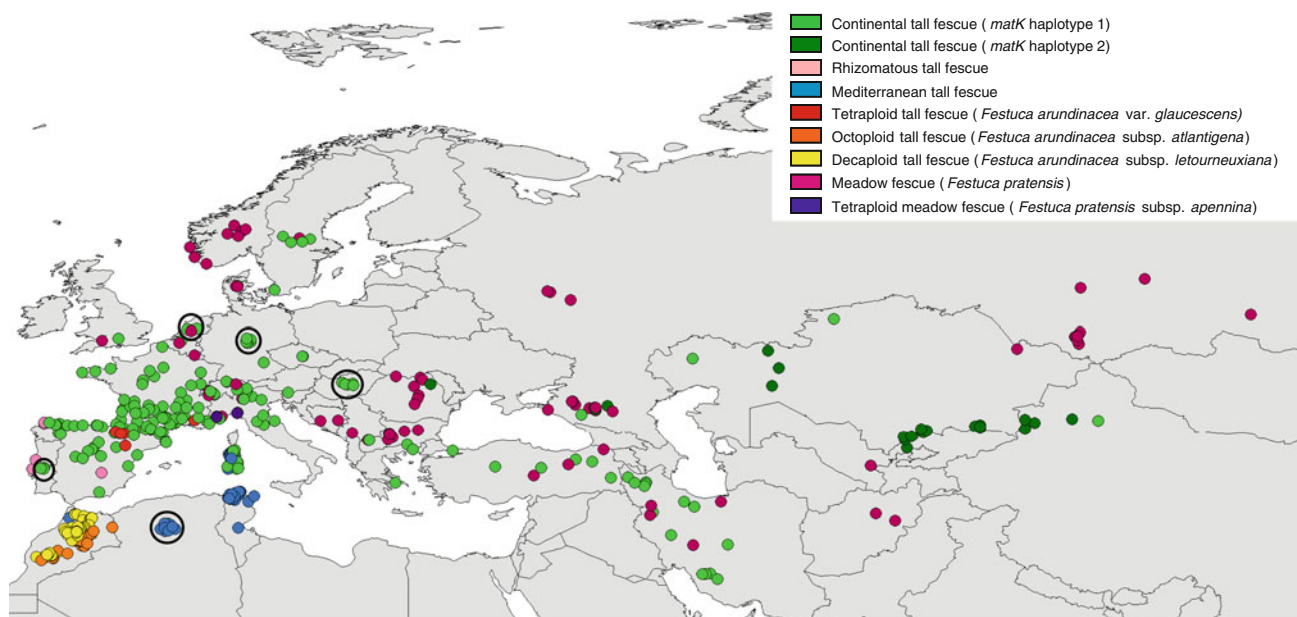 Continental tall fescue ( matK haplotype 1)
Continental tall fescue ( matK haplotype 2)
Rhizomatous tall fescue
Mediterranean tall fescue
Tetraploid tall fescue ( Festuca arundinacea var. glaucescens)
Octoploid tall fescue ( Festuca arundinacea subsp. atlantigena)
Decaploid tall fescue ( Festuca arundinacea subsp. letourneuxiana)
Meadow fescue ( Festuca pratensis)
Tetraploid meadow fescue ( Festuca pratensis subsp. apennina)